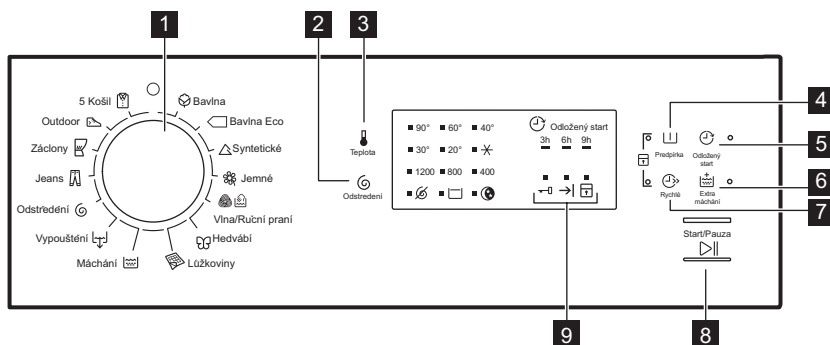 1
2
3
4
5
6
7
8
9
5 Košil
Outdoor
Záclony
Jeans
Odstředění
Vypouštění
Máchání
Bavlna
Bavlna Eco
Syntetické
Jemné
Vlna/Ruční praní
Hedvábí
Lůžkoviny
Teplota
Odstredení
90° 60° 40°
30° 20°
1200 800 400
Odložený start
3h 6h 9h
Predpírka
Odložený
start
Rychlé
Extra
máchání
Start/Pauza